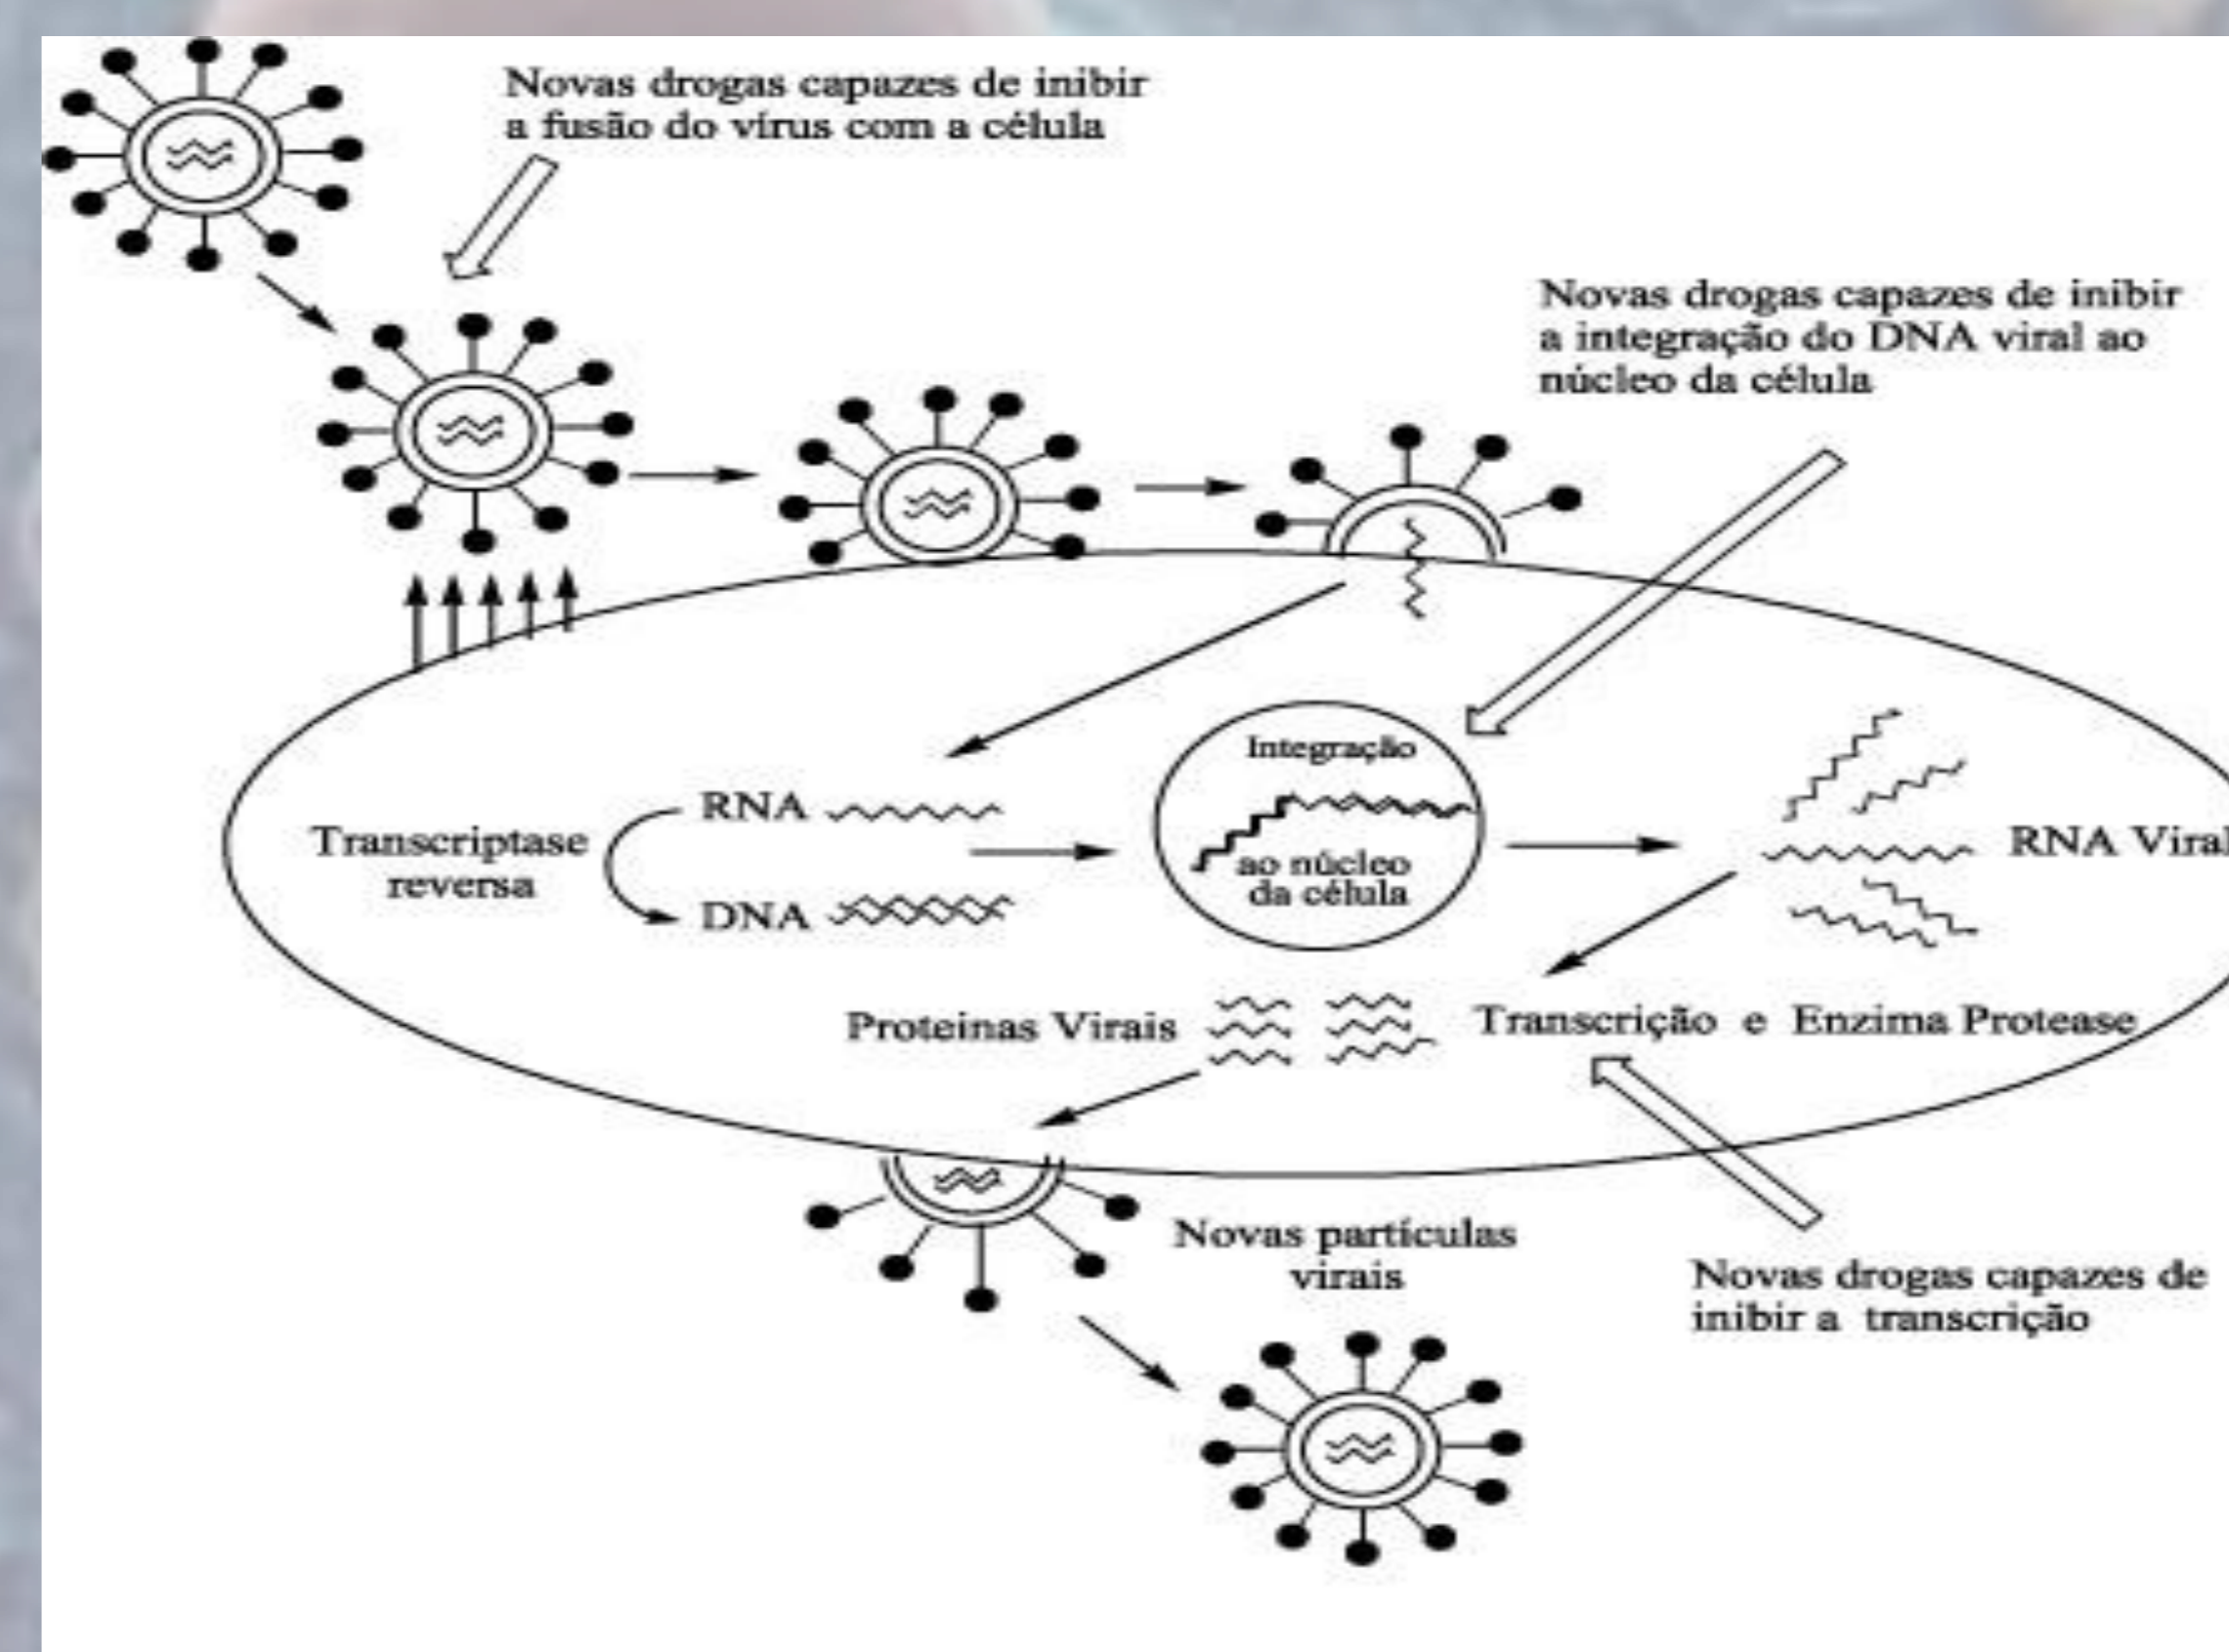 Novas drogas capazes de inibir
a fusão do vírus com a célula
Novas drogas capazes de inibir
a integração do DNA viral ao
núcleo da célula
Integração
ao núcleo
da célula
Transcriptase
reversa
RNA
DNA
RNA Viral
Proteinas Virais
Transcrição e Enzima Protease
Novas partículas
virais
Novas drogas capazes de
inibir a transcrição